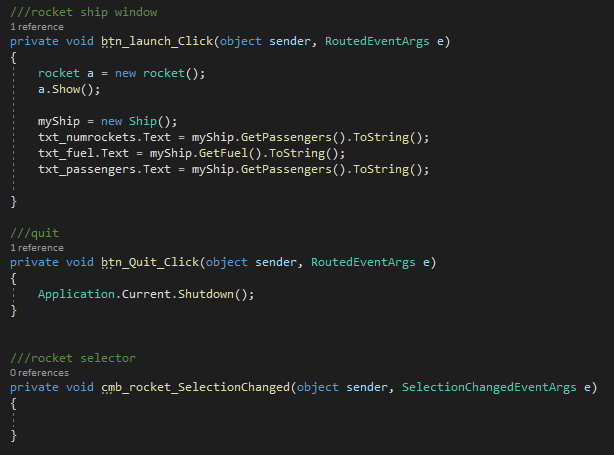 ///rocket ship window
1 reference
private void btn_launch_Click(object sender, RoutedEventArgs e)
{
rocket a = new rocket();
a.Show();
myShip = new Ship();
txt_numrockets.Text = myShip.GetPassengers().ToString();
txt_fuel.Text = myShip.GetFuel().ToString();
txt_passengers.Text = myShip.GetPassengers().ToString();
}
///quit
1 reference
private void btn_Quit_Click(object sender, RoutedEventArgs e)
{
Application.Current.Shutdown();
}
///rocket selector
0 references
private void cmb_rocket_SelectionChanged(object sender, SelectionChangedEventArgs e)
{
}